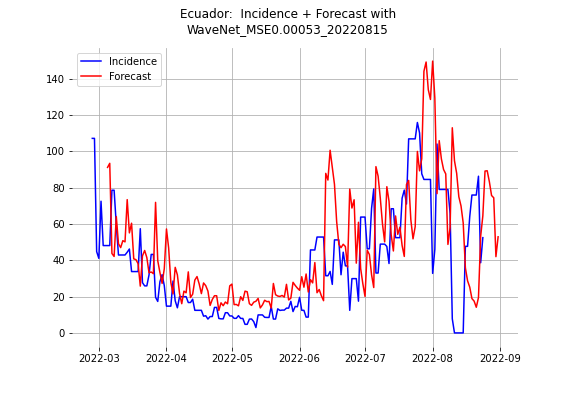 Ecuador:  Incidence + Forecast with
WaveNet_MSE0.00053_20220815
Incidence
Forecast
140
120
100
80
60
40
20
0
2022-03 2022-04 2022-05 2022-06 2022-07 2022-08 2022-09